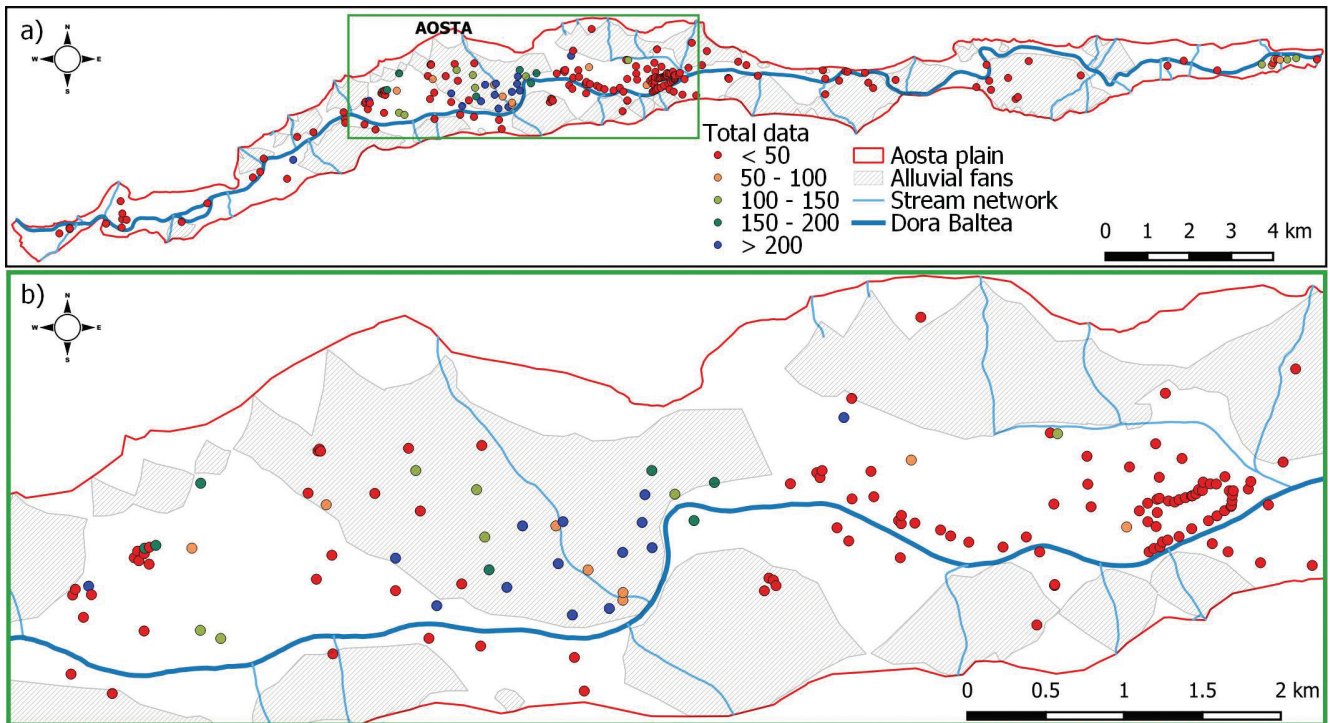 a)
N
W E
S
AOSTA
Total data
< 50
50 - 100
100 - 150
150 - 200
> 200
Aosta plain
Alluvial fans
Stream network
Dora Baltea
0 1 2 3 4 km
b)
N
W E
S
0 0.5 1 1.5 2 km